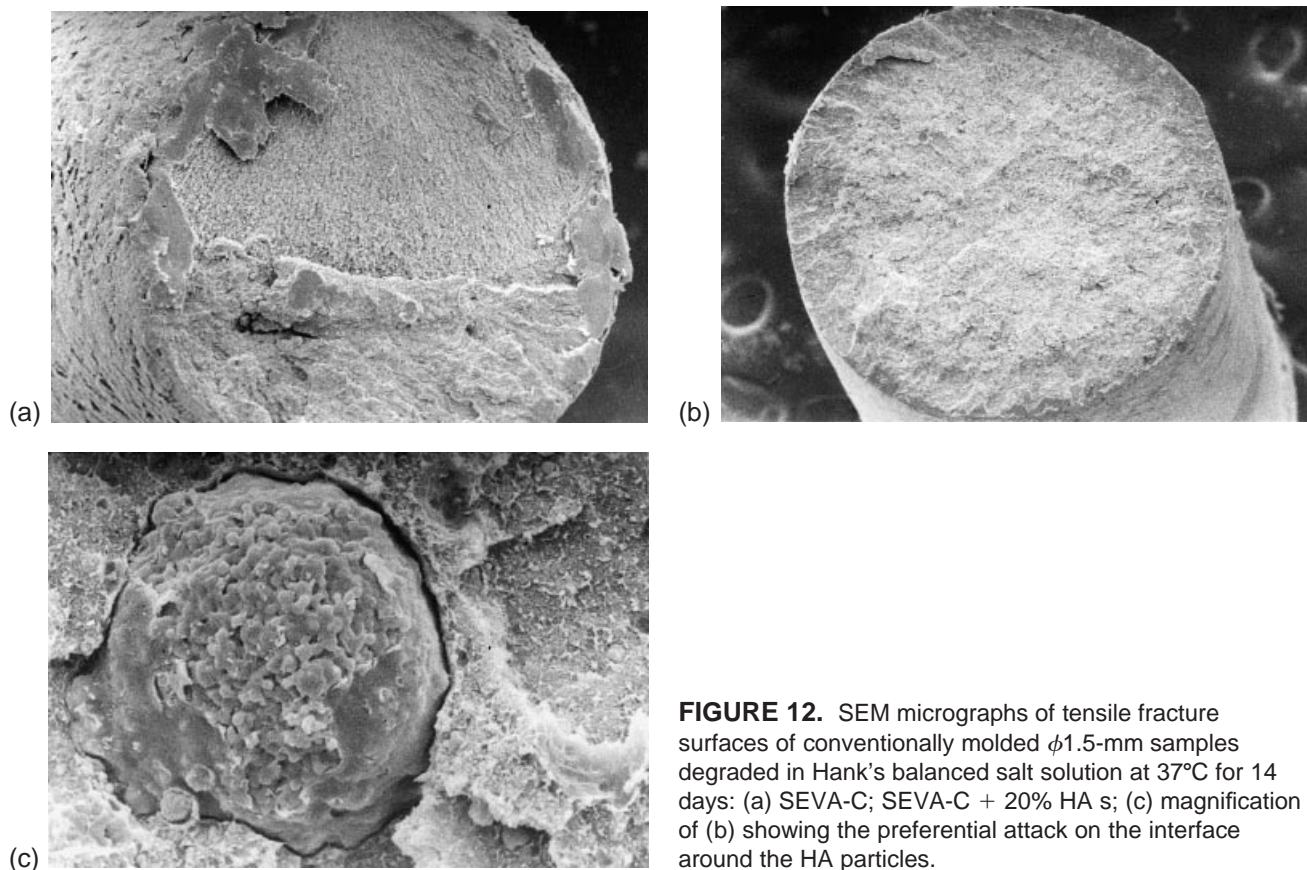 (a)
(b)
(c)
FIGURE 12. SEM micrographs of tensile fracture
surfaces of conventionally molded ϕ1.5-mm samples
degraded in Hank's balanced salt solution at 37°C for 14
days: (a) SEVA-C; SEVA-C + 20% HA s; (c) magnification
of (b) showing the preferential attack on the interface
around the HA particles.